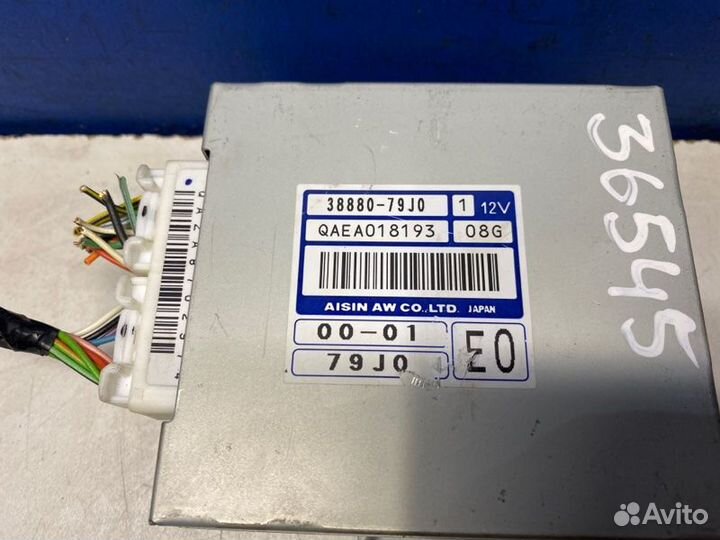 38880-79J0 1 12V
QAEA018193 08G
AISIN AW CO.,LTD. JAPAN
00-01
79J0
E0
36545
Avito